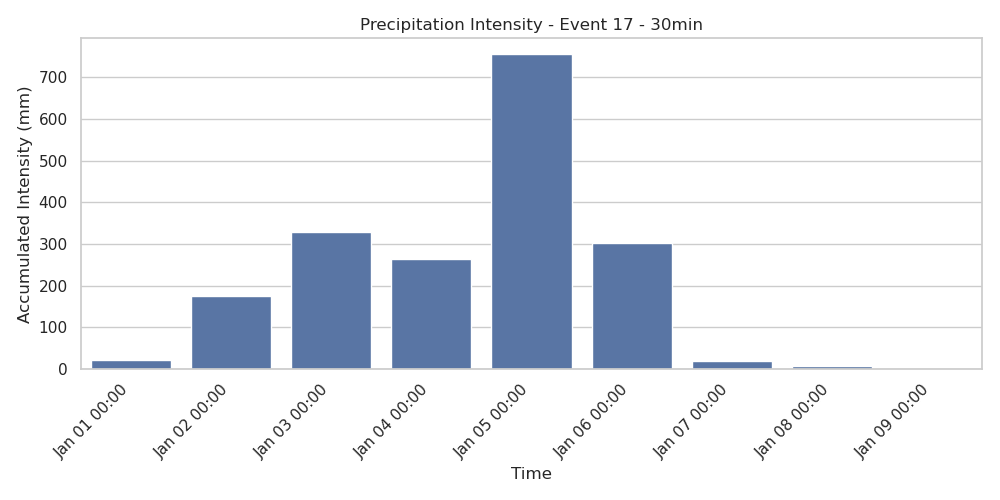 Precipitation Intensity - Event 17 - 30min
Accumulated Intensity (mm)
700
600
500
400
300
200
100
0
Jan 01 00:00
Jan 02 00:00
Jan 03 00:00
Jan 04 00:00
Jan 05 00:00
Jan 06 00:00
Jan 07 00:00
Jan 08 00:00
Jan 09 00:00
Time